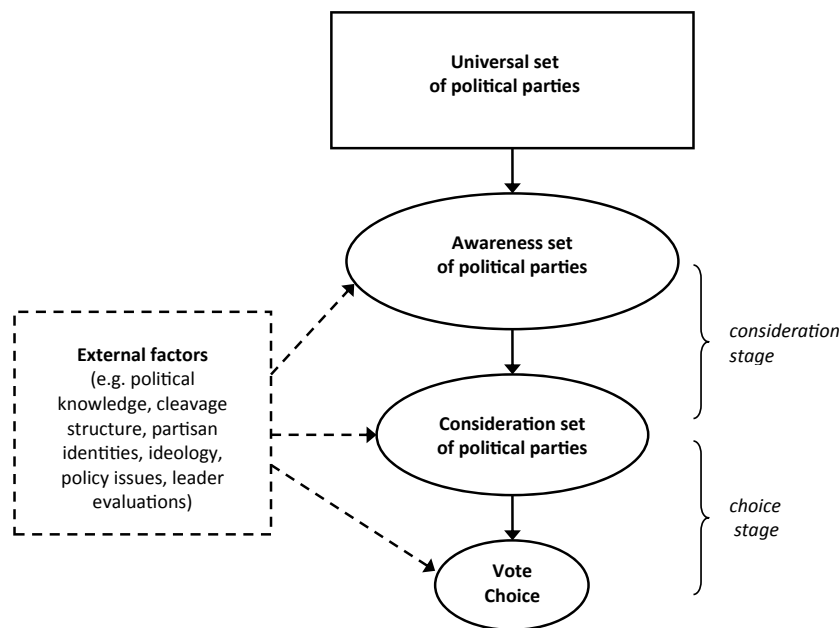 Universal set
of political parties
Awareness set
of political parties
consideration
stage
External factors
(e.g. political
knowledge, cleavage
structure, partisan
identities, ideology,
policy issues, leader
evaluations)
Consideration set
of political parties
choice
stage
Vote
Choice